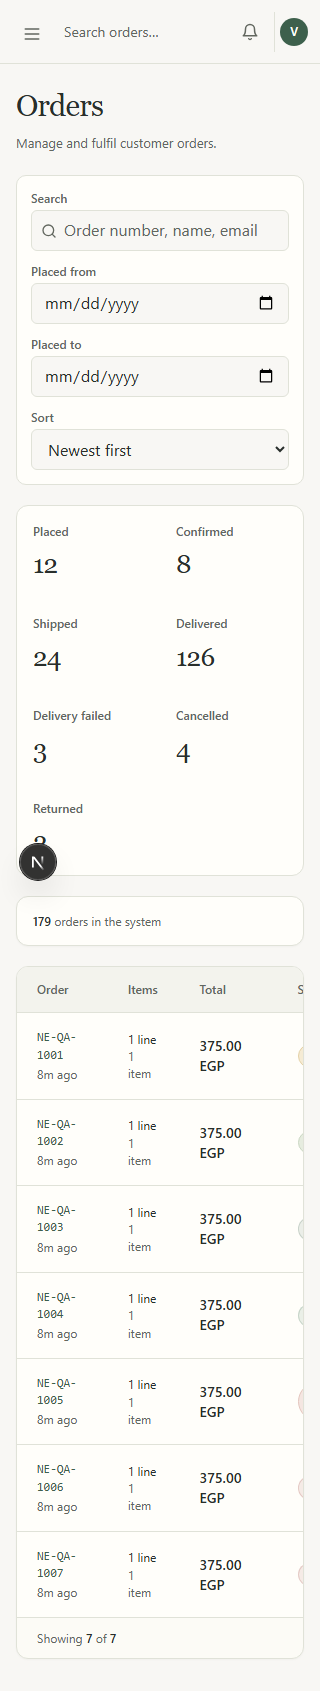 Search orders...
V
Orders
Manage and fulfil customer orders.
Search
Order number, name, email
Placed from
mm/dd/yyyy
Placed to
mm/dd/yyyy
Sort
Newest first
Placed
Confirmed
12
8
Shipped
Delivered
24
126
Delivery failed
Cancelled
3
4
Returned
N
179 orders in the system
Order Items Total S
NE-QA-
1001
8m ago
1 line
1
item
375.00
EGP
NE-QA-
1002
8m ago
1 line
1
item
375.00
EGP
NE-QA-
1003
8m ago
1 line
1
item
375.00
EGP
NE-QA-
1004
8m ago
1 line
1
item
375.00
EGP
NE-QA-
1005
8m ago
1 line
1
item
375.00
EGP
NE-QA-
1006
8m ago
1 line
1
item
375.00
EGP
NE-QA-
1007
8m ago
1 line
1
item
375.00
EGP
Showing 7 of 7